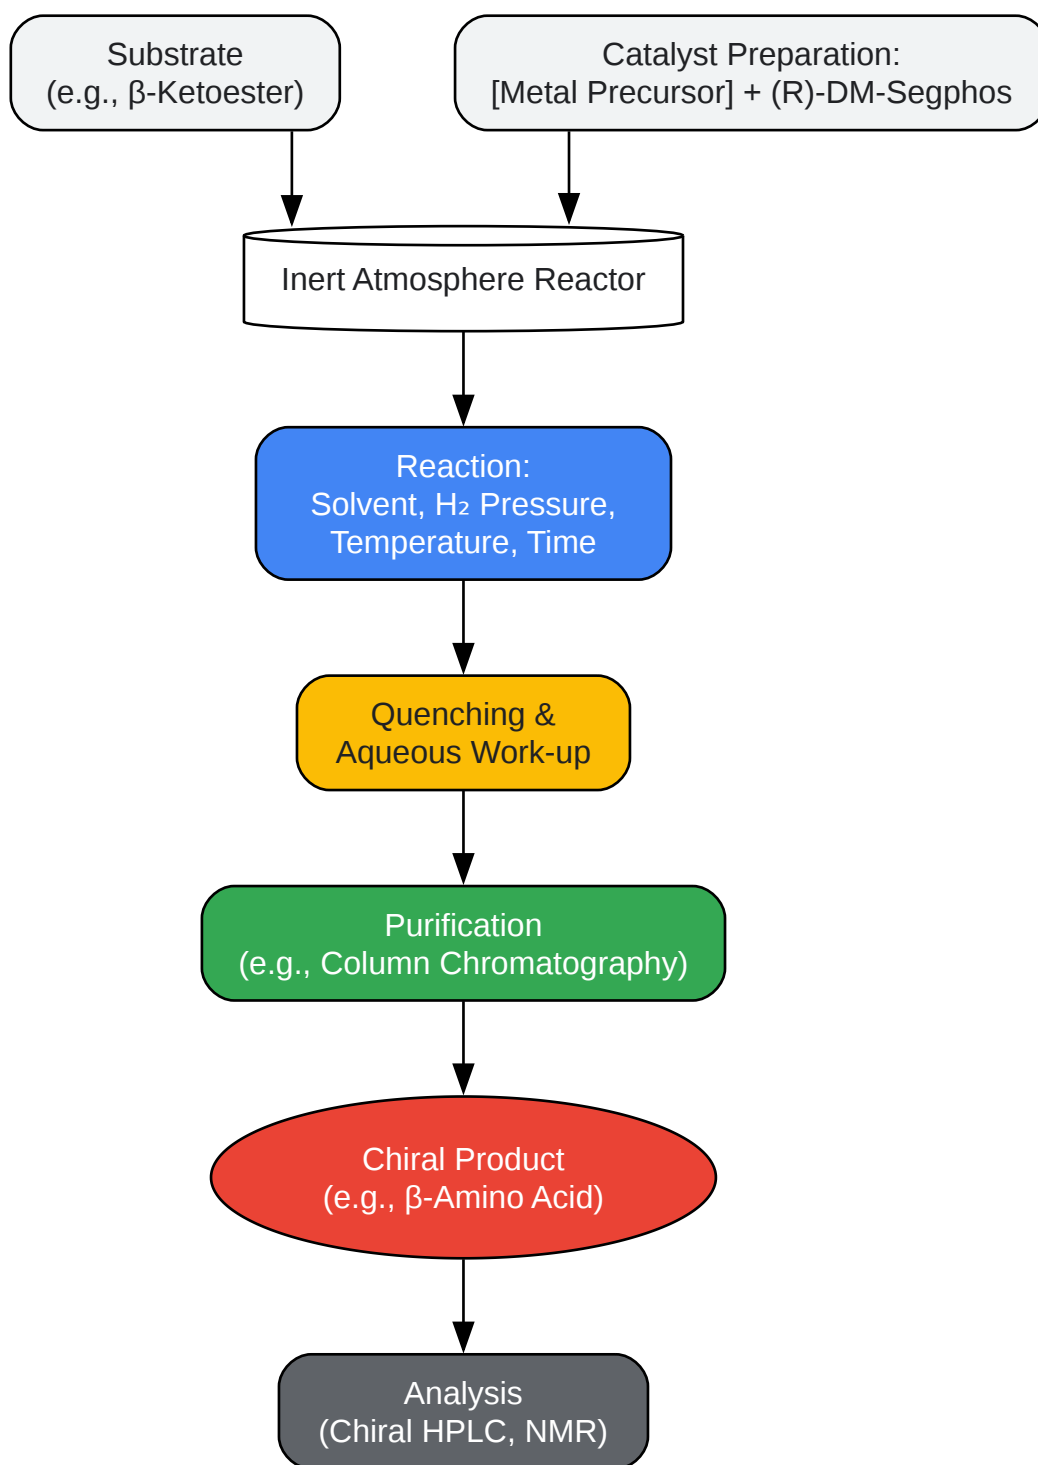 Substrate
(e.g., β-Ketoester)
Catalyst Preparation:
[Metal Precursor] + (R)-DM-Segphos
Inert Atmosphere Reactor
Reaction:
Solvent, H₂ Pressure,
Temperature, Time
Quenching &
Aqueous Work-up
Purification
(e.g., Column Chromatography)
Chiral Product
(e.g., β-Amino Acid)
Analysis
(Chiral HPLC, NMR)